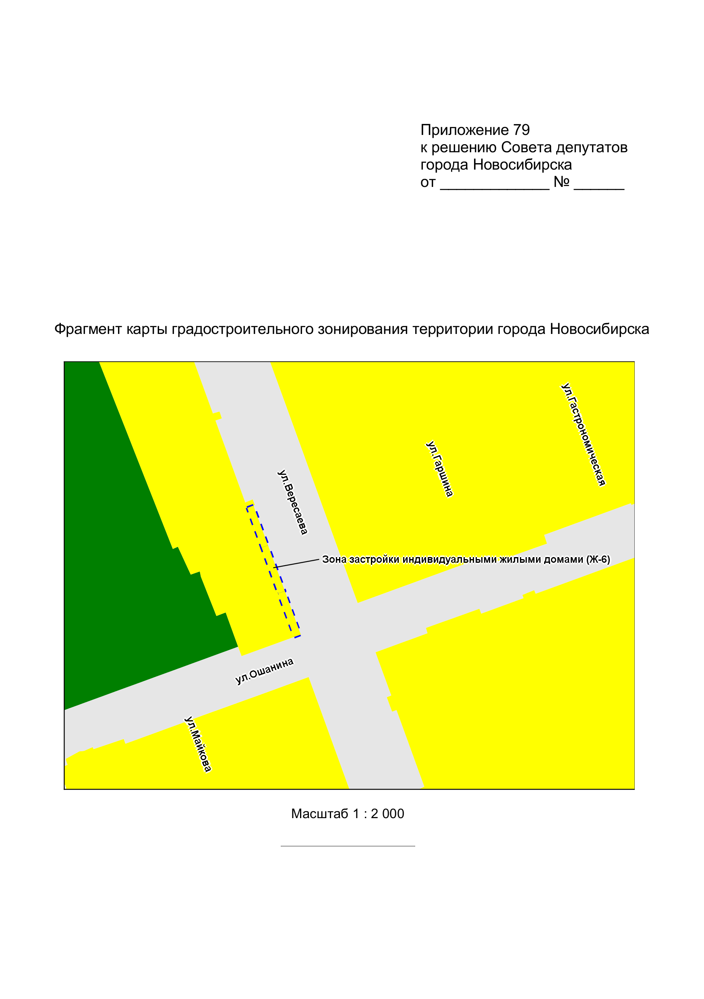 Приложение 79
к решению Совета депутатов
города Новосибирска
от _____________ № ______
Фрагмент карты градостроительного зонирования территории города Новосибирска
ул.Гастрономическая
ул.Гаршина
ул.Вересаева
Зона застройки индивидуальными жилыми домами (Ж-6)
ул.Ошанина
ул.Майкова
Масштаб 1 : 2 000